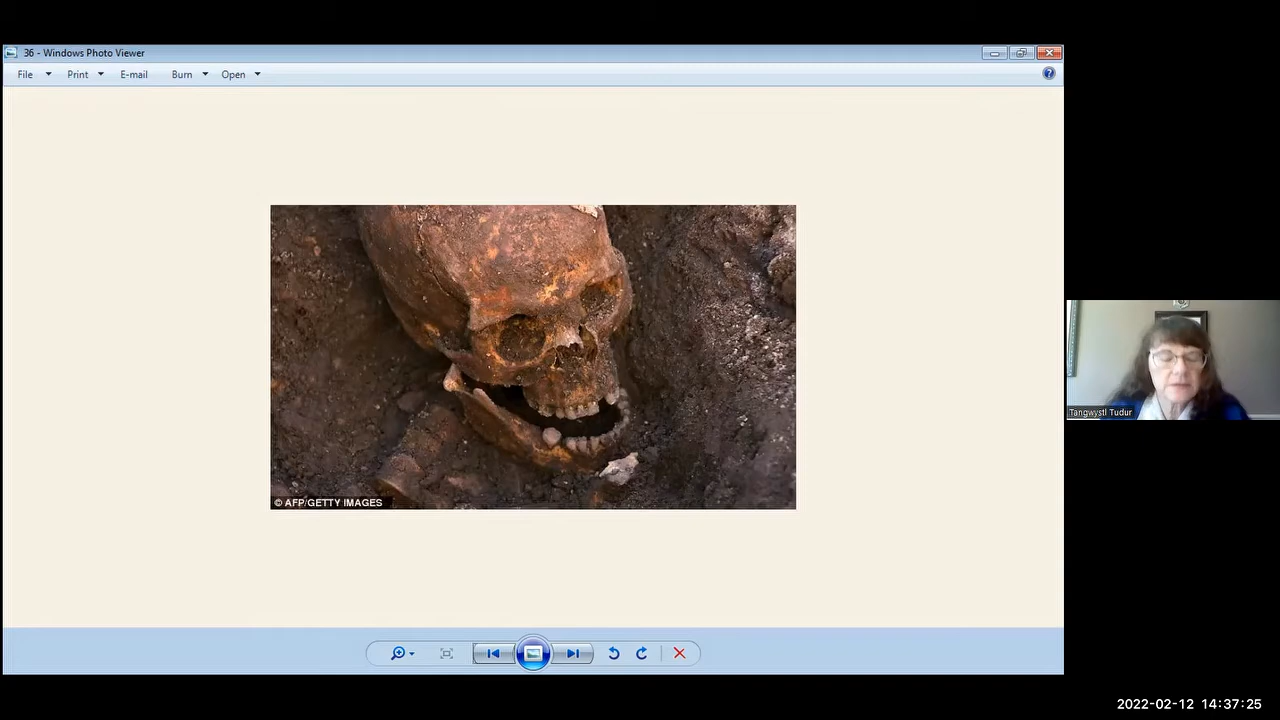 36 - Windows Photo Viewer
File Print E-mail Burn Open
© AFP/GETTY IMAGES
Tangwystl Tudur
2022-02-12 14:37:25